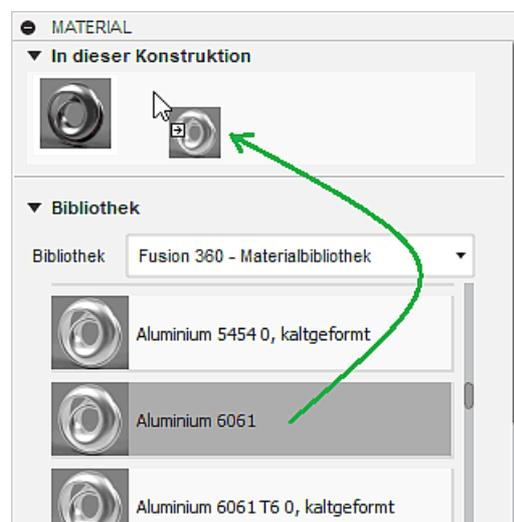 MATERIAL
In dieser Konstruktion
Bibliothek
Bibliothek Fusion 360 - Materialbibliothek
Aluminium 5454 0, kaltgeformt
Aluminium 6061
Aluminium 6061 T6 0, kaltgeformt